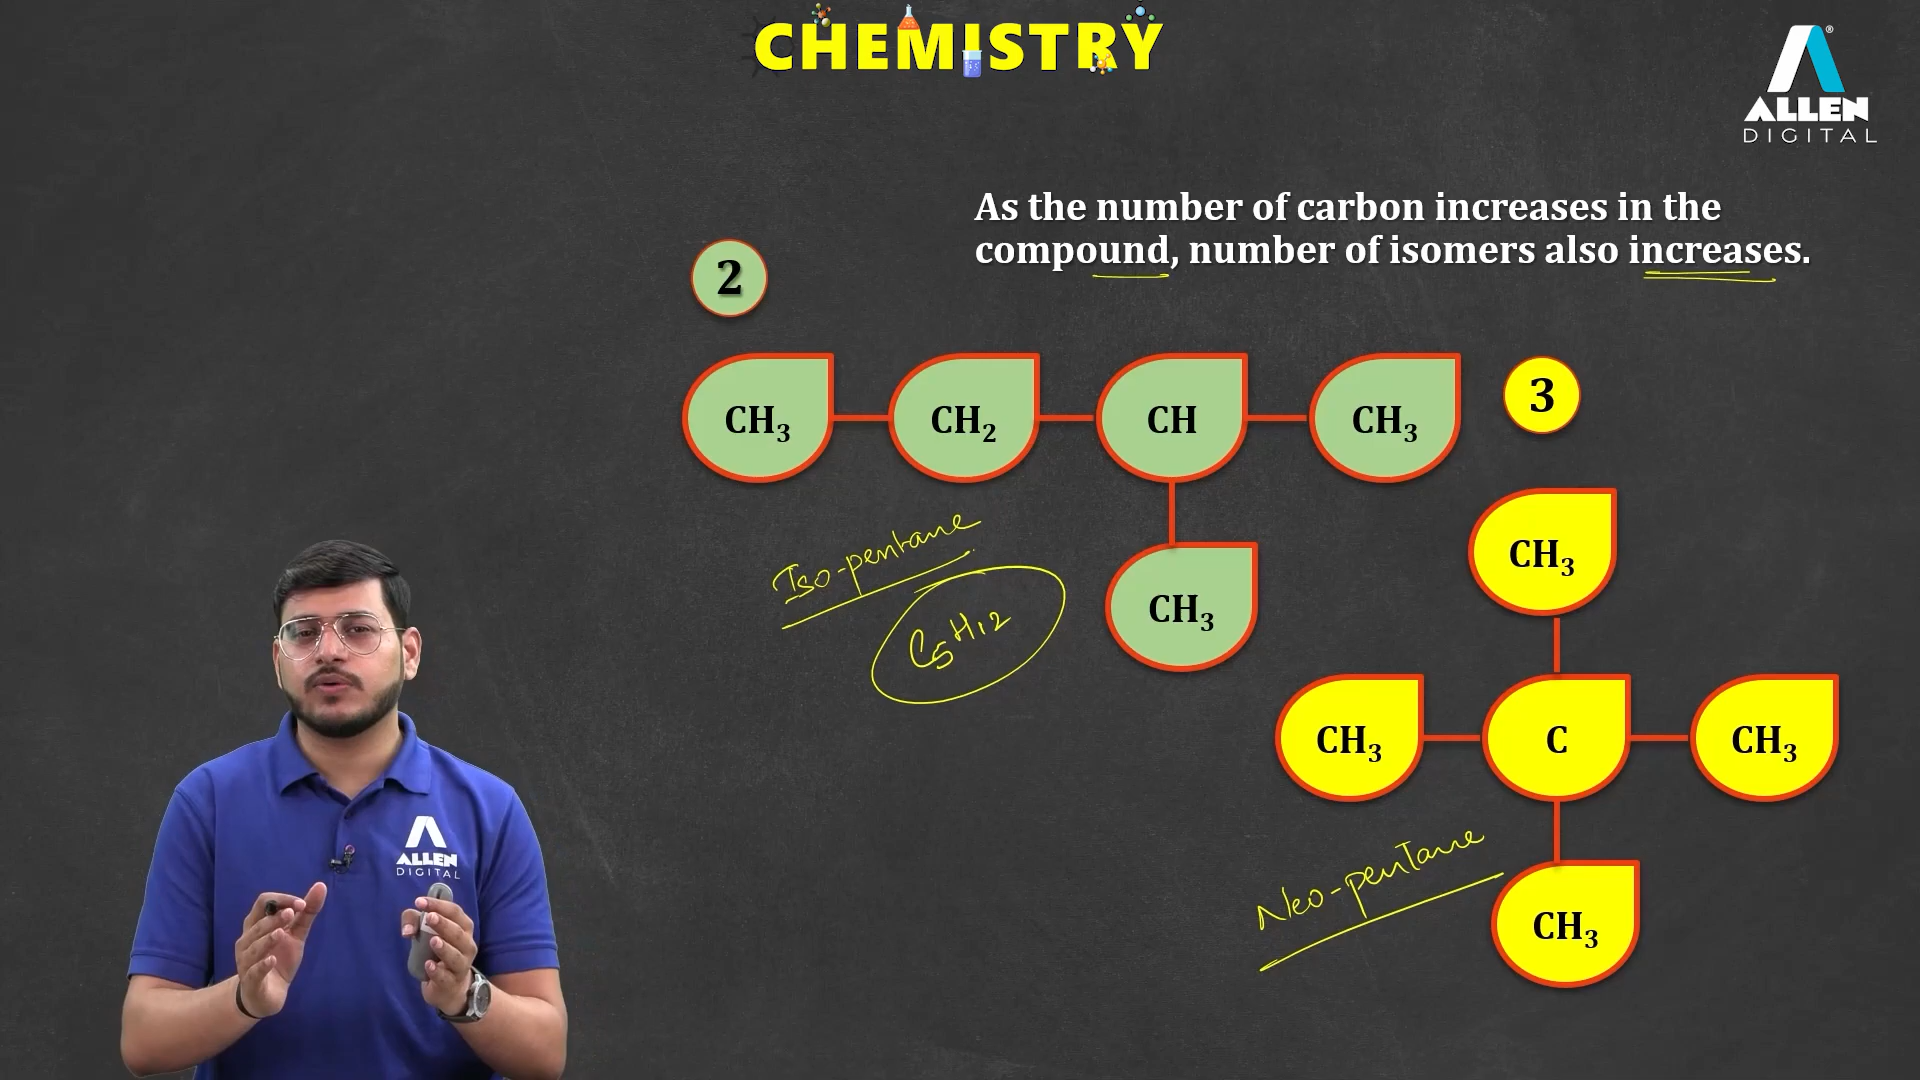 CHEMISTRY
ALLEN
DIGITAL
As the number of carbon increases in the
compound, number of isomers also increases.
2
CH₃ CH₂ CH CH₃
3
CH₃
Iso-pentane
C₅H₁₂
CH₃
CH₃ C CH₃
Neo-pentane
CH₃
ALLEN
DIGITAL